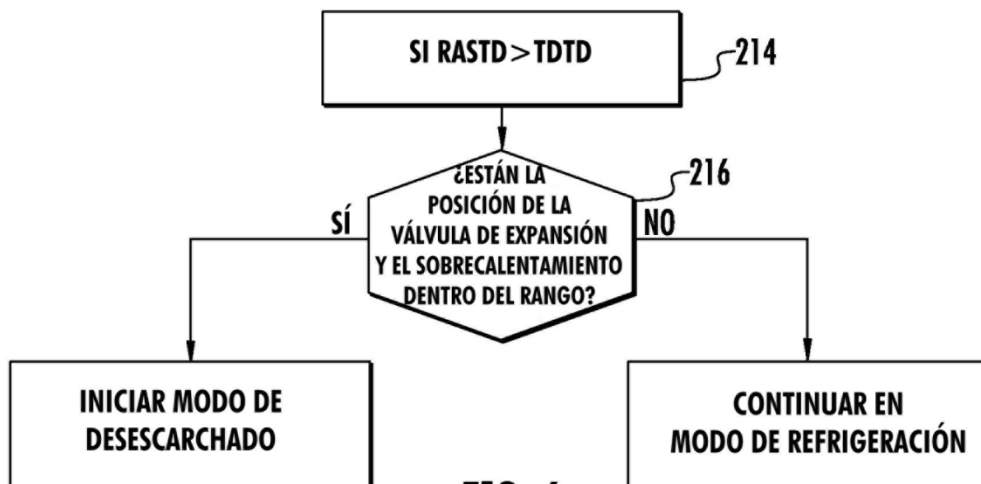 SI RASTD>TDTD
214
¿ESTÁN LA
POSICIÓN DE LA
VÁLVULA DE EXPANSIÓN
Y EL SOBRECALENTAMIENTO
DENTRO DEL RANGO?
216
SÍ
NO
INICIAR MODO DE
DESESCARCHADO
CONTINUAR EN
MODO DE REFRIGERACIÓN